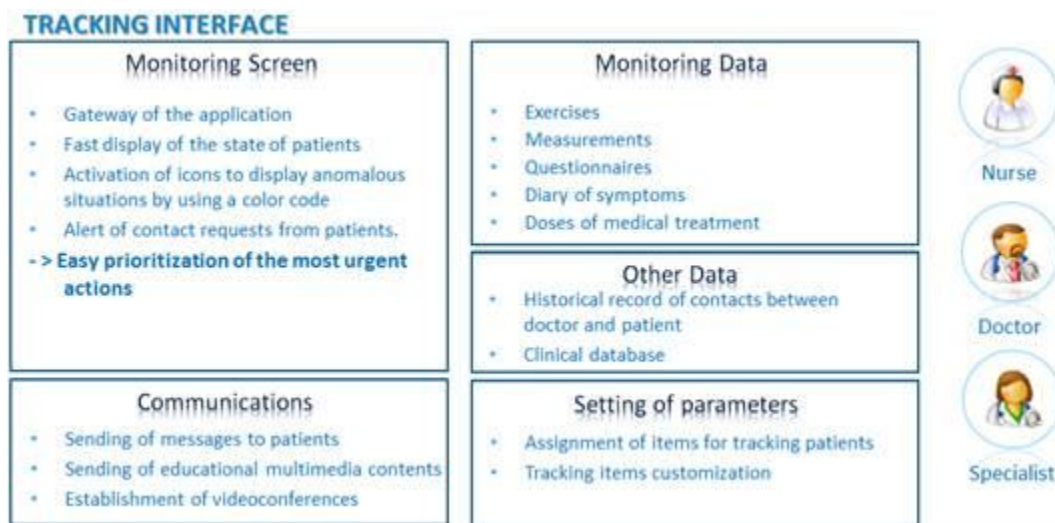 TRACKING INTERFACE
Monitoring Screen
• Gateway of the application
• Fast display of the state of patients
• Activation of icons to display anomalous
situations by using a color code
• Alert of contact requests from patients.
- > Easy prioritization of the most urgent
actions
Communications
• Sending of messages to patients
• Sending of educational multimedia contents
• Establishment of videoconferences
Monitoring Data
• Exercises
• Measurements
• Questionnaires
• Diary of symptoms
• Doses of medical treatment
Other Data
• Historical record of contacts between
doctor and patient
• Clinical database
Setting of parameters
• Assignment of items for tracking patients
• Tracking items customization
Nurse
Doctor
Specialist